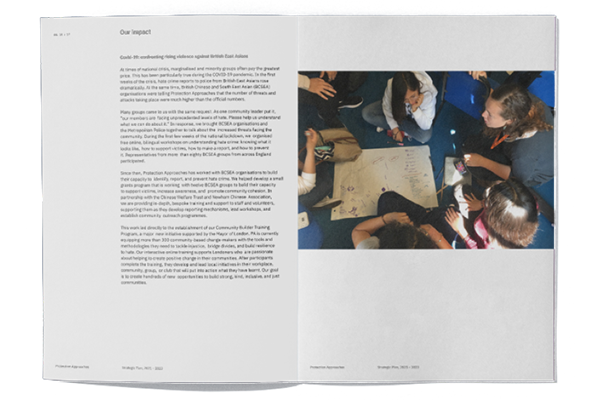 Our impact
Covid-19: confronting rising violence against British East Asians
At times of national crisis, marginalised and minority groups often pay the greatest
price. This has been particularly true during the COVID-19 pandemic. In the first
weeks of the crisis, hate crime reports to police from British East Asians rose
dramatically. At the same time, British Chinese and South East Asian (BCSEA)
organisations were telling Protection Approaches that the number of threats and
attacks taking place were much higher than the official numbers.
Many groups came to us with the same request. As one community leader put it,
"our members are facing unprecedented levels of hate. Please help us understand
what we can do about it." In response, we brought BCSEA organisations and
the Metropolitan Police together to talk about the increased threats facing the
community. During the first few weeks of the national lockdown, we organised
free online, bilingual workshops on understanding hate crime: knowing what it
looks like, how to support victims, how to make a report, and how to prevent
it. Representatives from more than eighty BCSEA groups from across England
participated.
Since then, Protection Approaches has worked with BCSEA organisations to build
their capacity to identify, report, and prevent hate crime. We helped develop a small
grants program that is working with twelve BCSEA groups to build their capacity
to support victims, increase awareness, and promote community cohesion. In
partnership with the Chinese Welfare Trust and Newham Chinese Association,
we are providing in-depth, bespoke training and support to staff and volunteers,
supporting them as they develop reporting mechanisms, lead workshops, and
establish community outreach programmes.
This work led directly to the establishment of our Community Builder Training
Program, a major new initiative supported by the Mayor of London. PA is currently
equipping more than 300 community-based change makers with the tools and
methodologies they need to tackle injustice, bridge divides, and build resilience
to hate. Our interactive online training supports Londoners who are passionate
about helping to create positive change in their communities. After participants
complete the training, they develop and lead local initiatives in their workplace,
community, group, or club that will put into action what they have learnt. Our goal
is to create hundreds of new opportunities to build strong, kind, inclusive, and just
communities.
Protection Approaches Strategic Plan, 2021 - 2023
Protection Approaches Strategic Plan, 2021 - 2023